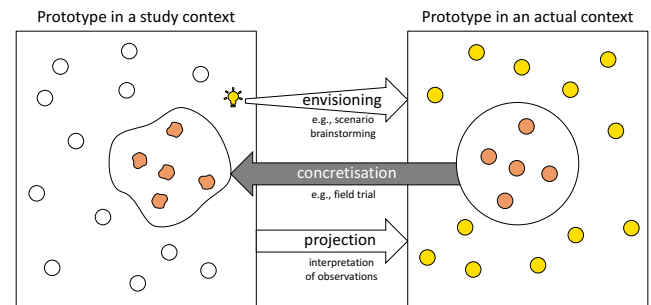 Prototype in a study context
Prototype in an actual context
envisioning
e.g., scenario
brainstorming
concretisation
e.g., field trial
projection
interpretation
of observations